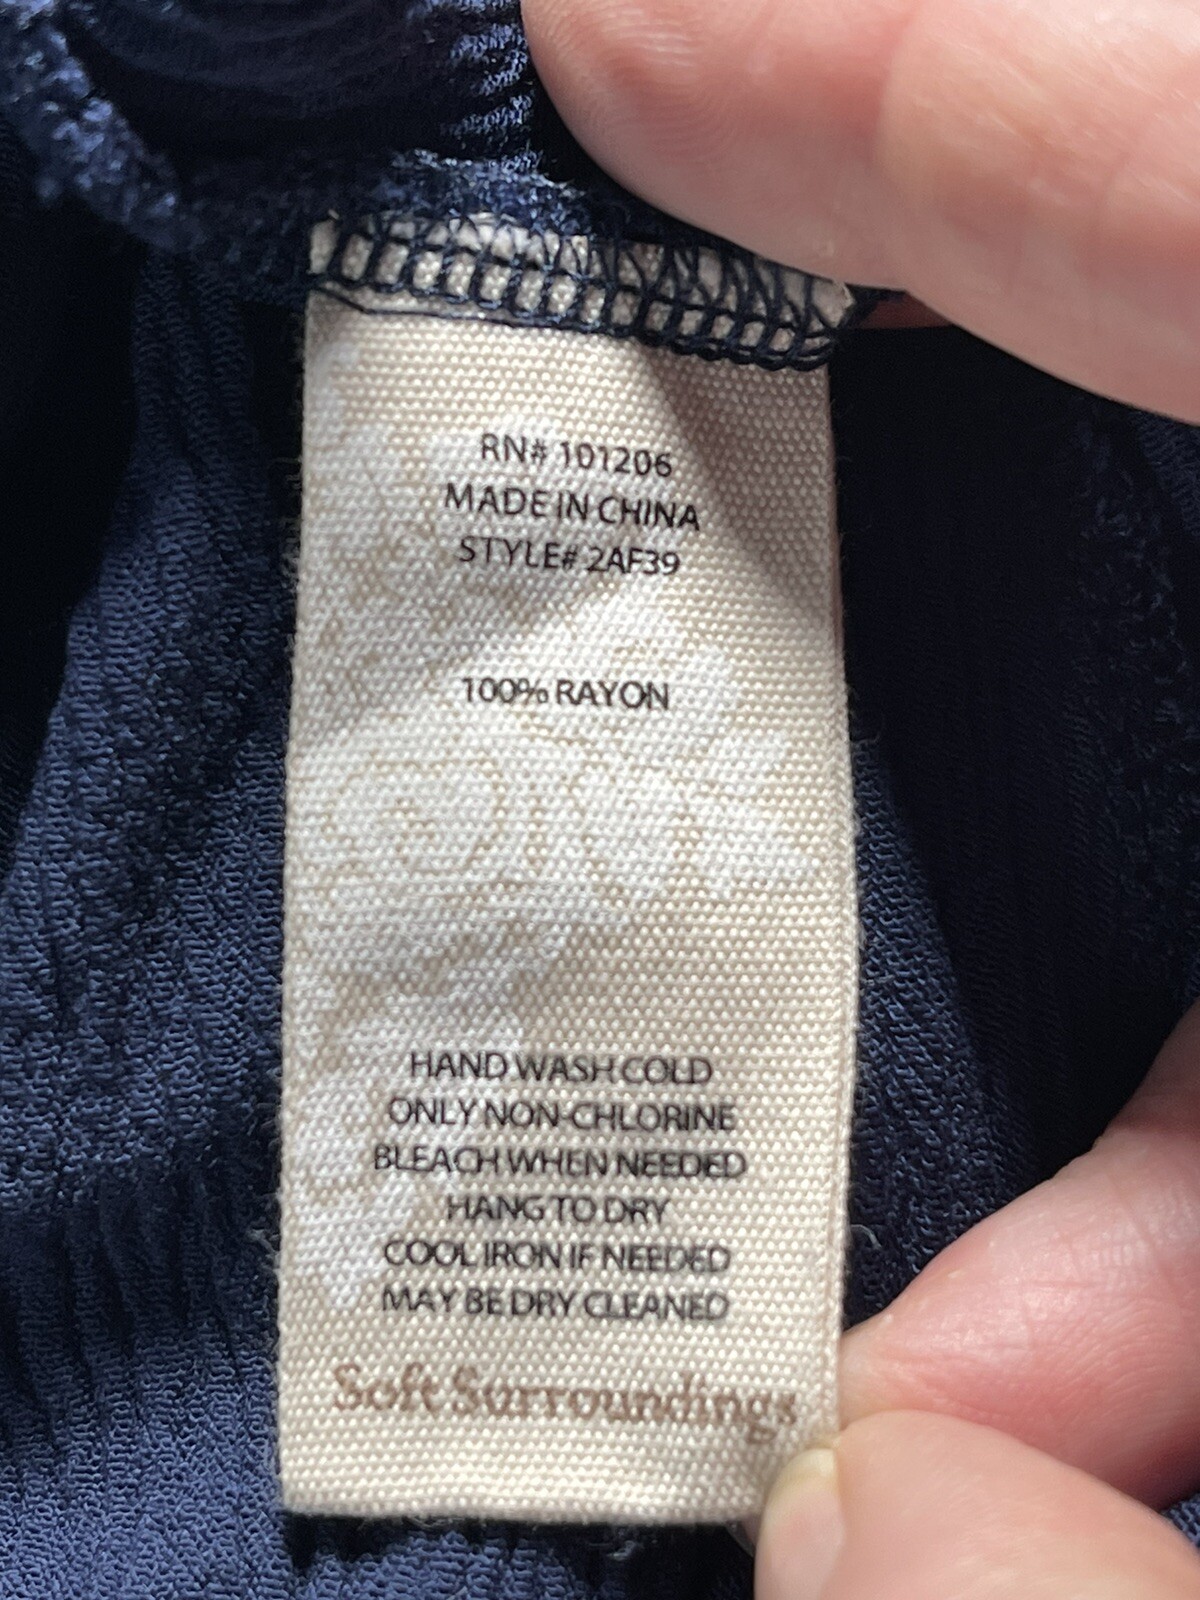 RN# 101206
MADE IN CHINA
STYLE# 2AF39
100% RAYON
HAND WASH COLD
ONLY NON-CHLORINE
BLEACH WHEN NEEDED
HANG TO DRY
COOL IRON IF NEEDED
MAY BE DRY CLEANED
Soft Surroundings